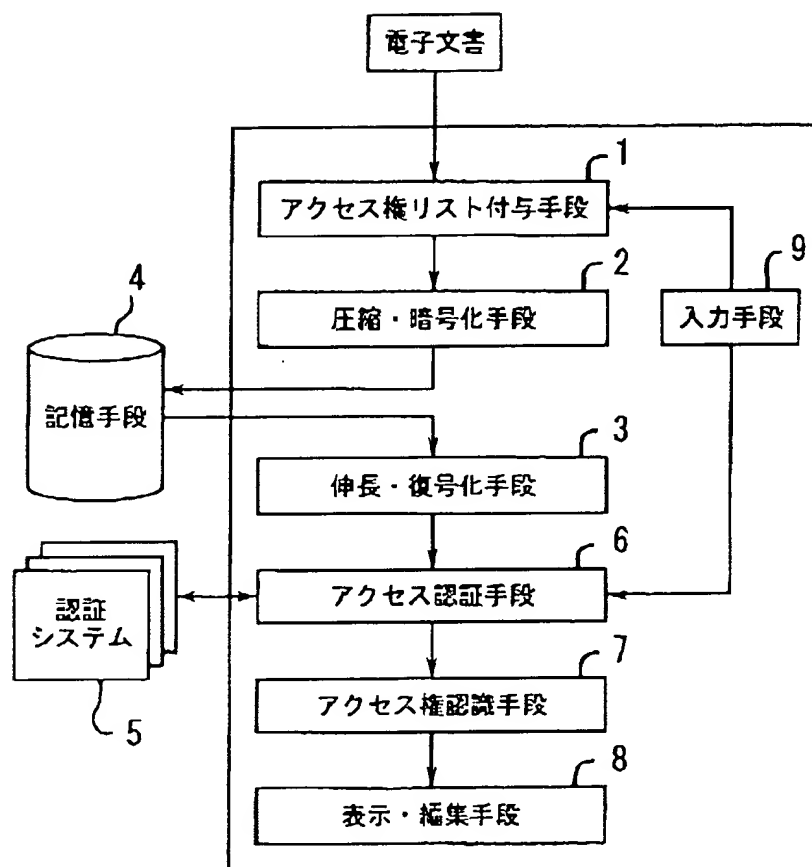 電子文書
1
アクセス権リスト付与手段
9
2
4
圧縮・暗号化手段
入力手段
記憶手段
3
伸長・復号化手段
6
アクセス認証手段
認証
システム
7
5
アクセス権認識手段
8
表示・編集手段